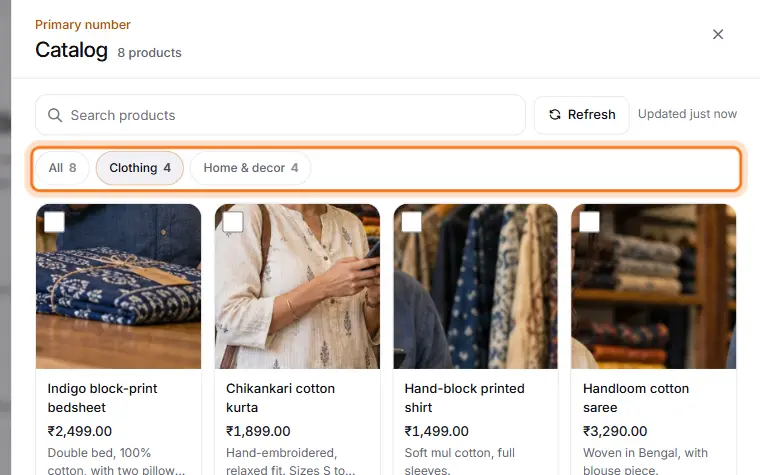 Primary number
Catalog 8 products
Search products
Refresh
Updated just now
All 8
Clothing 4
Home & decor 4
Indigo block-print
bedsheet
₹2,499.00
Double bed, 100%
cotton, with two pillow...
Chikankari cotton
kurta
₹1,899.00
Hand-embroidered,
relaxed fit. Sizes S to...
Hand-block printed
shirt
₹1,499.00
Soft mul cotton, full
sleeves.
Handloom cotton
saree
₹3,290.00
Woven in Bengal, with
blouse piece.